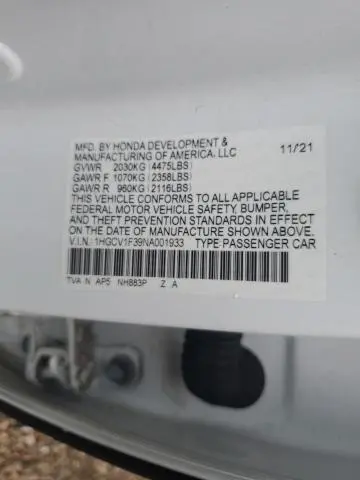 MFD. BY HONDA DEVELOPMENT &
MANUFACTURING OF AMERICA, LLC 11/21
GVWR 2030KG (4475LBS)
GAWR F 1070KG (2358LBS)
GAWR R 960KG (2116LBS)
THIS VEHICLE CONFORMS TO ALL APPLICABLE
FEDERAL MOTOR VEHICLE SAFETY BUMPER,
AND THEFT PREVENTION STANDARDS IN EFFECT
ON THE DATE OF MANUFACTURE SHOWN ABOVE.
V.I.N.: 1HGCV1F39NA001933 TYPE PASSENGER CAR
TVA N AP5 NH883P Z A